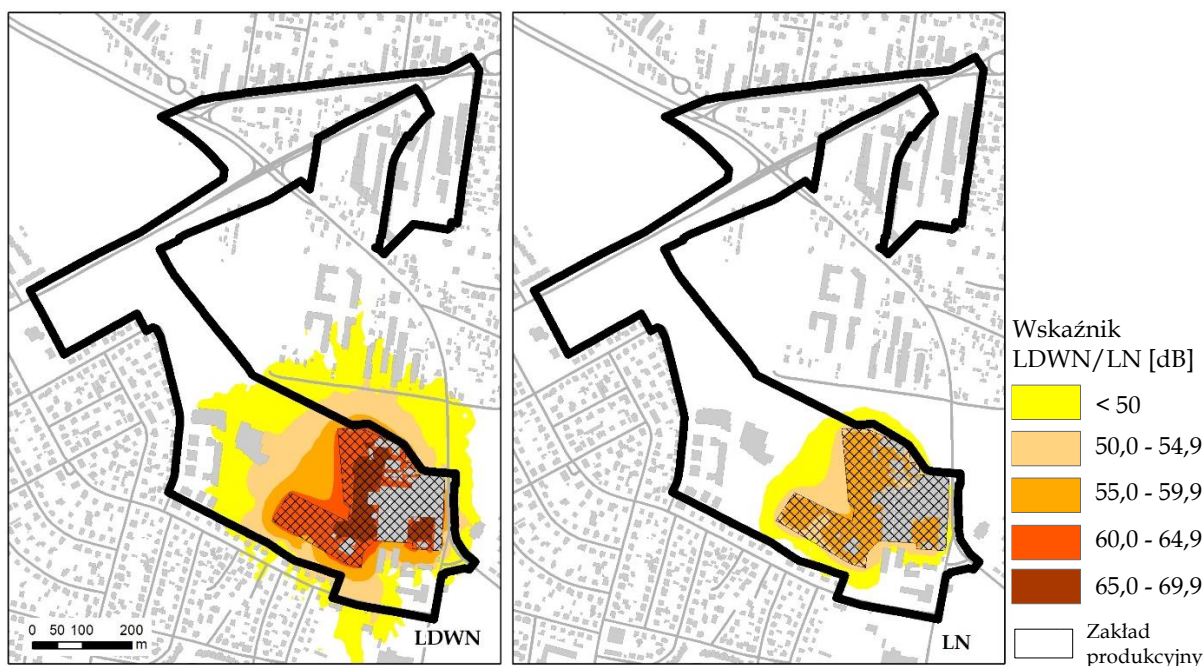 0 50 100 200
m
LDWN
LN
Wskaźnik
LDWN/LN [dB]
< 50
50,0 - 54,9
55,0 - 59,9
60,0 - 64,9
65,0 - 69,9
Zakład
produkcyjny